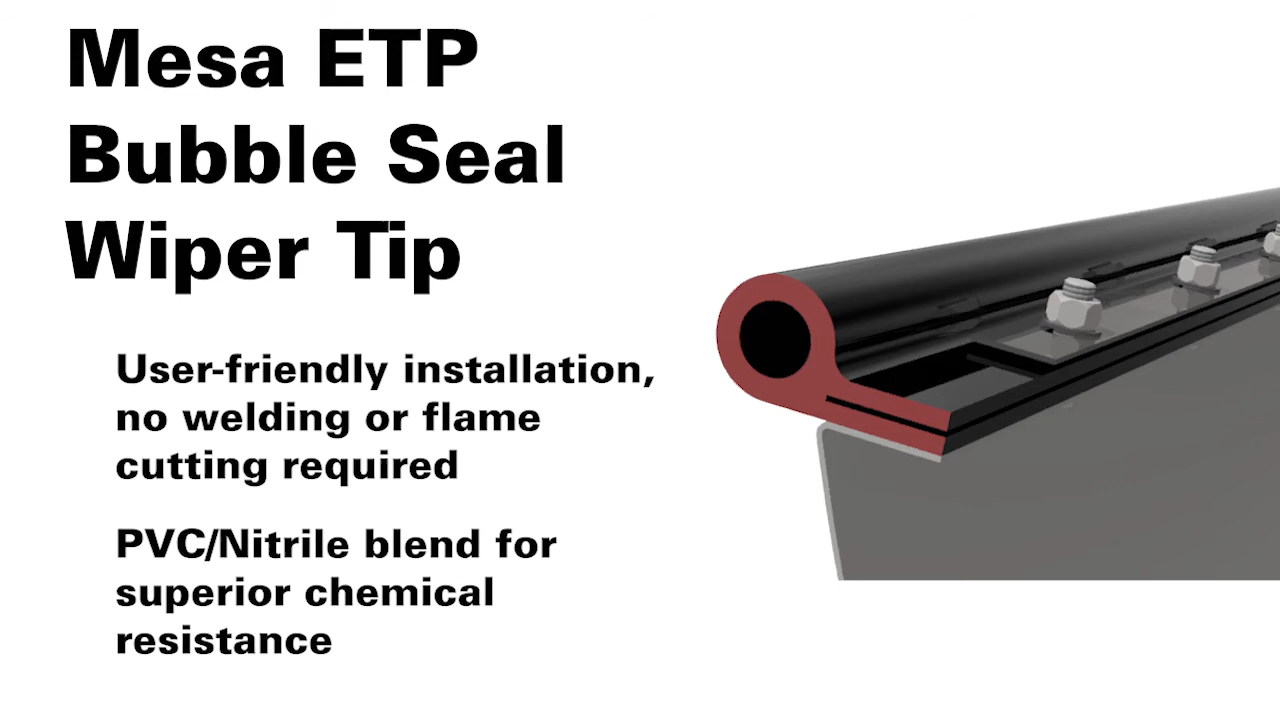 Mesa ETP
Bubble Seal
Wiper Tip
User-friendly installation,
no welding or flame
cutting required
PVC/Nitrile blend for
superior chemical
resistance